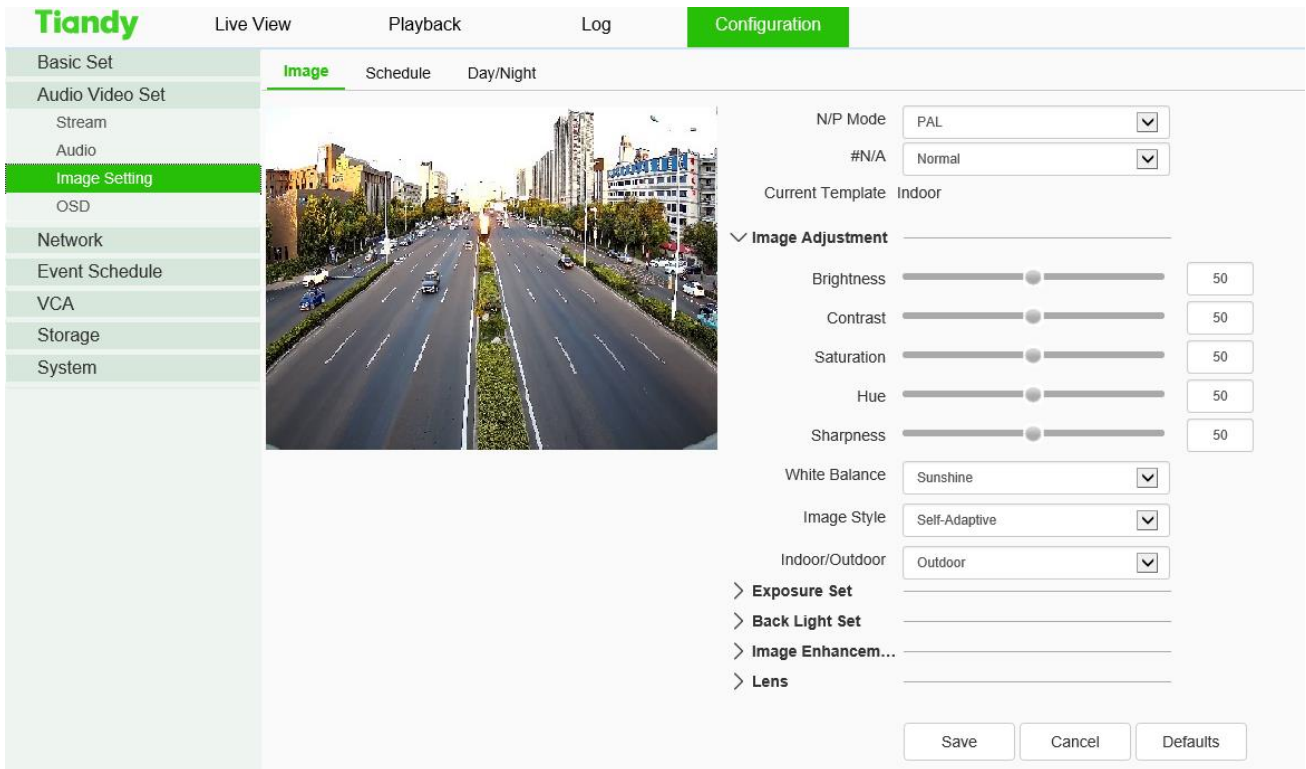 Tiandy Live View Playback Log Configuration
Basic Set
Audio Video Set
Stream
Audio
Image Setting
OSD
Network
Event Schedule
VCA
Storage
System
Image Schedule Day/Night
N/P Mode PAL
#N/A Normal
Current Template Indoor
Image Adjustment
Brightness 50
Contrast 50
Saturation 50
Hue 50
Sharpness 50
White Balance Sunshine
Image Style Self-Adaptive
Indoor/Outdoor Outdoor
Exposure Set
Back Light Set
Image Enhancem...
Lens
Save Cancel Defaults